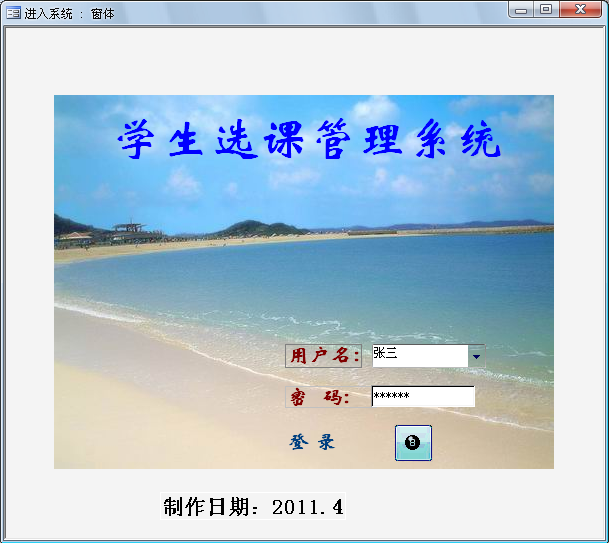 进入系统 : 窗体
学生选课管理系统
用户名: 张三
密 码: ******
登 录
制作日期: 2011.4